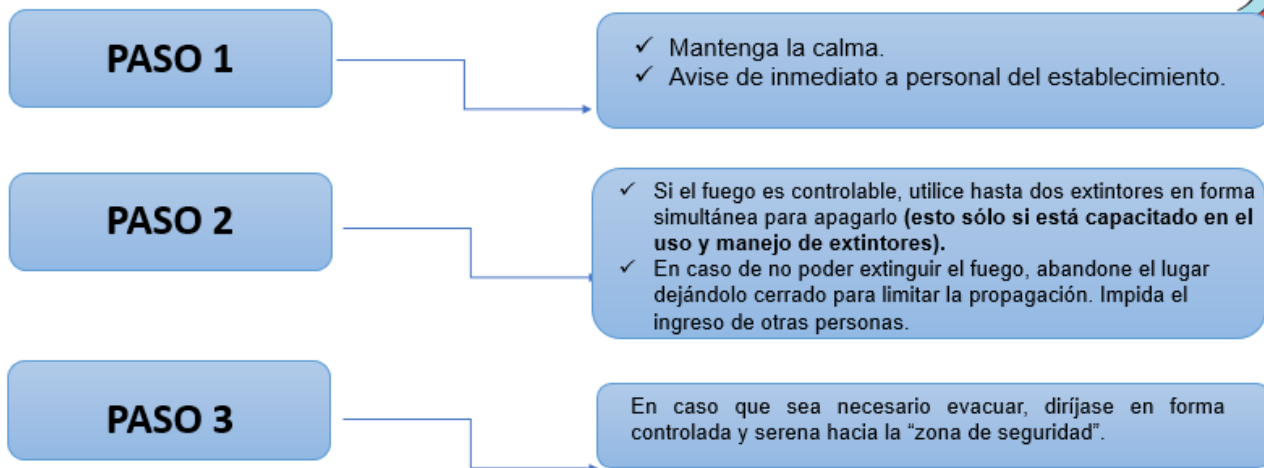 PASO 1
✓ Mantenga la calma.
✓ Avise de inmediato a personal del establecimiento.
PASO 2
✓ Si el fuego es controlable, utilice hasta dos extintores en forma
simultánea para apagarlo (esto sólo si está capacitado en el
uso y manejo de extintores).
✓ En caso de no poder extinguir el fuego, abandone el lugar
dejándolo cerrado para limitar la propagación. Impida el
ingreso de otras personas.
PASO 3
En caso que sea necesario evacuar, diríjase en forma
controlada y serena hacia la “zona de seguridad”.